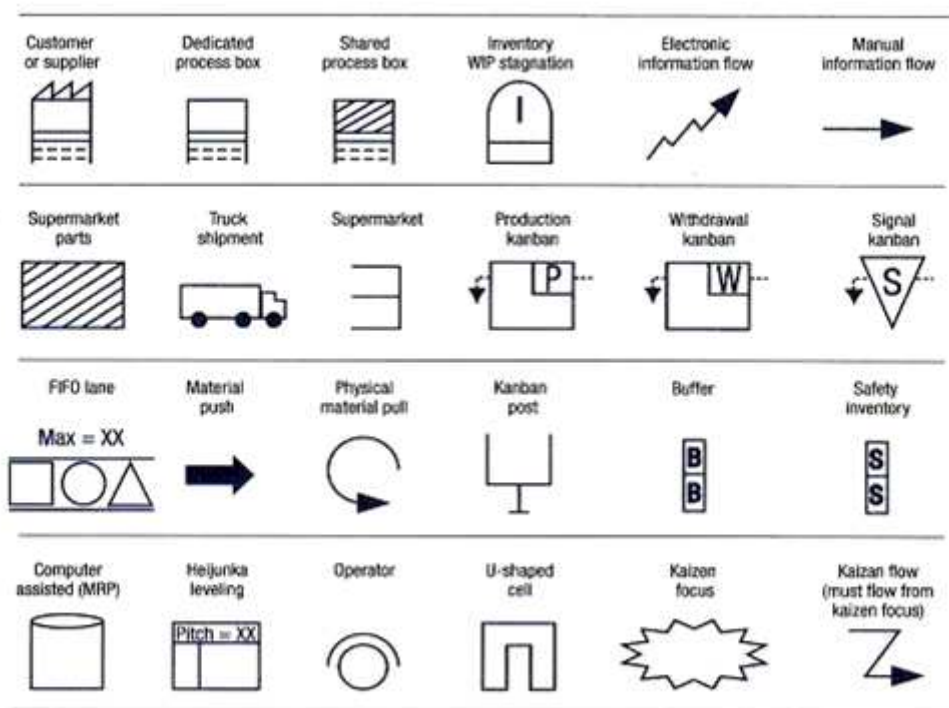 Customer
or supplier
Dedicated
process box
Shared
process box
Inventory
WIP stagnation
Electronic
information flow
Manual
information flow
I
Supermarket
parts
Truck
shipment
Supermarket
Production
kanban
Withdrawal
kanban
Signal
kanban
P
W
S
FIFO lane
Material
push
Physical
material pull
Kanban
post
Buffer
Safety
inventory
Max = XX
B
B
S
S
Computer
assisted (MRP)
Heijunka
leveling
Operator
U-shaped
cell
Kaizen
focus
Kaizan flow
(must flow from
kaizen focus)
Pitch = XX